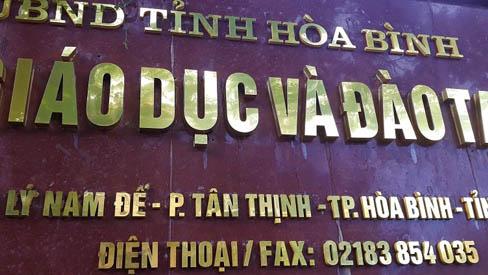 UBND TỈNH HÒA BÌNH
GIÁO DỤC VÀ ĐÀO T
LÝ NAM ĐẾ - P. TÂN THỊNH - TP. HÒA BÌNH - TỈN
ĐIỆN THOẠI / FAX: 02183 854 035